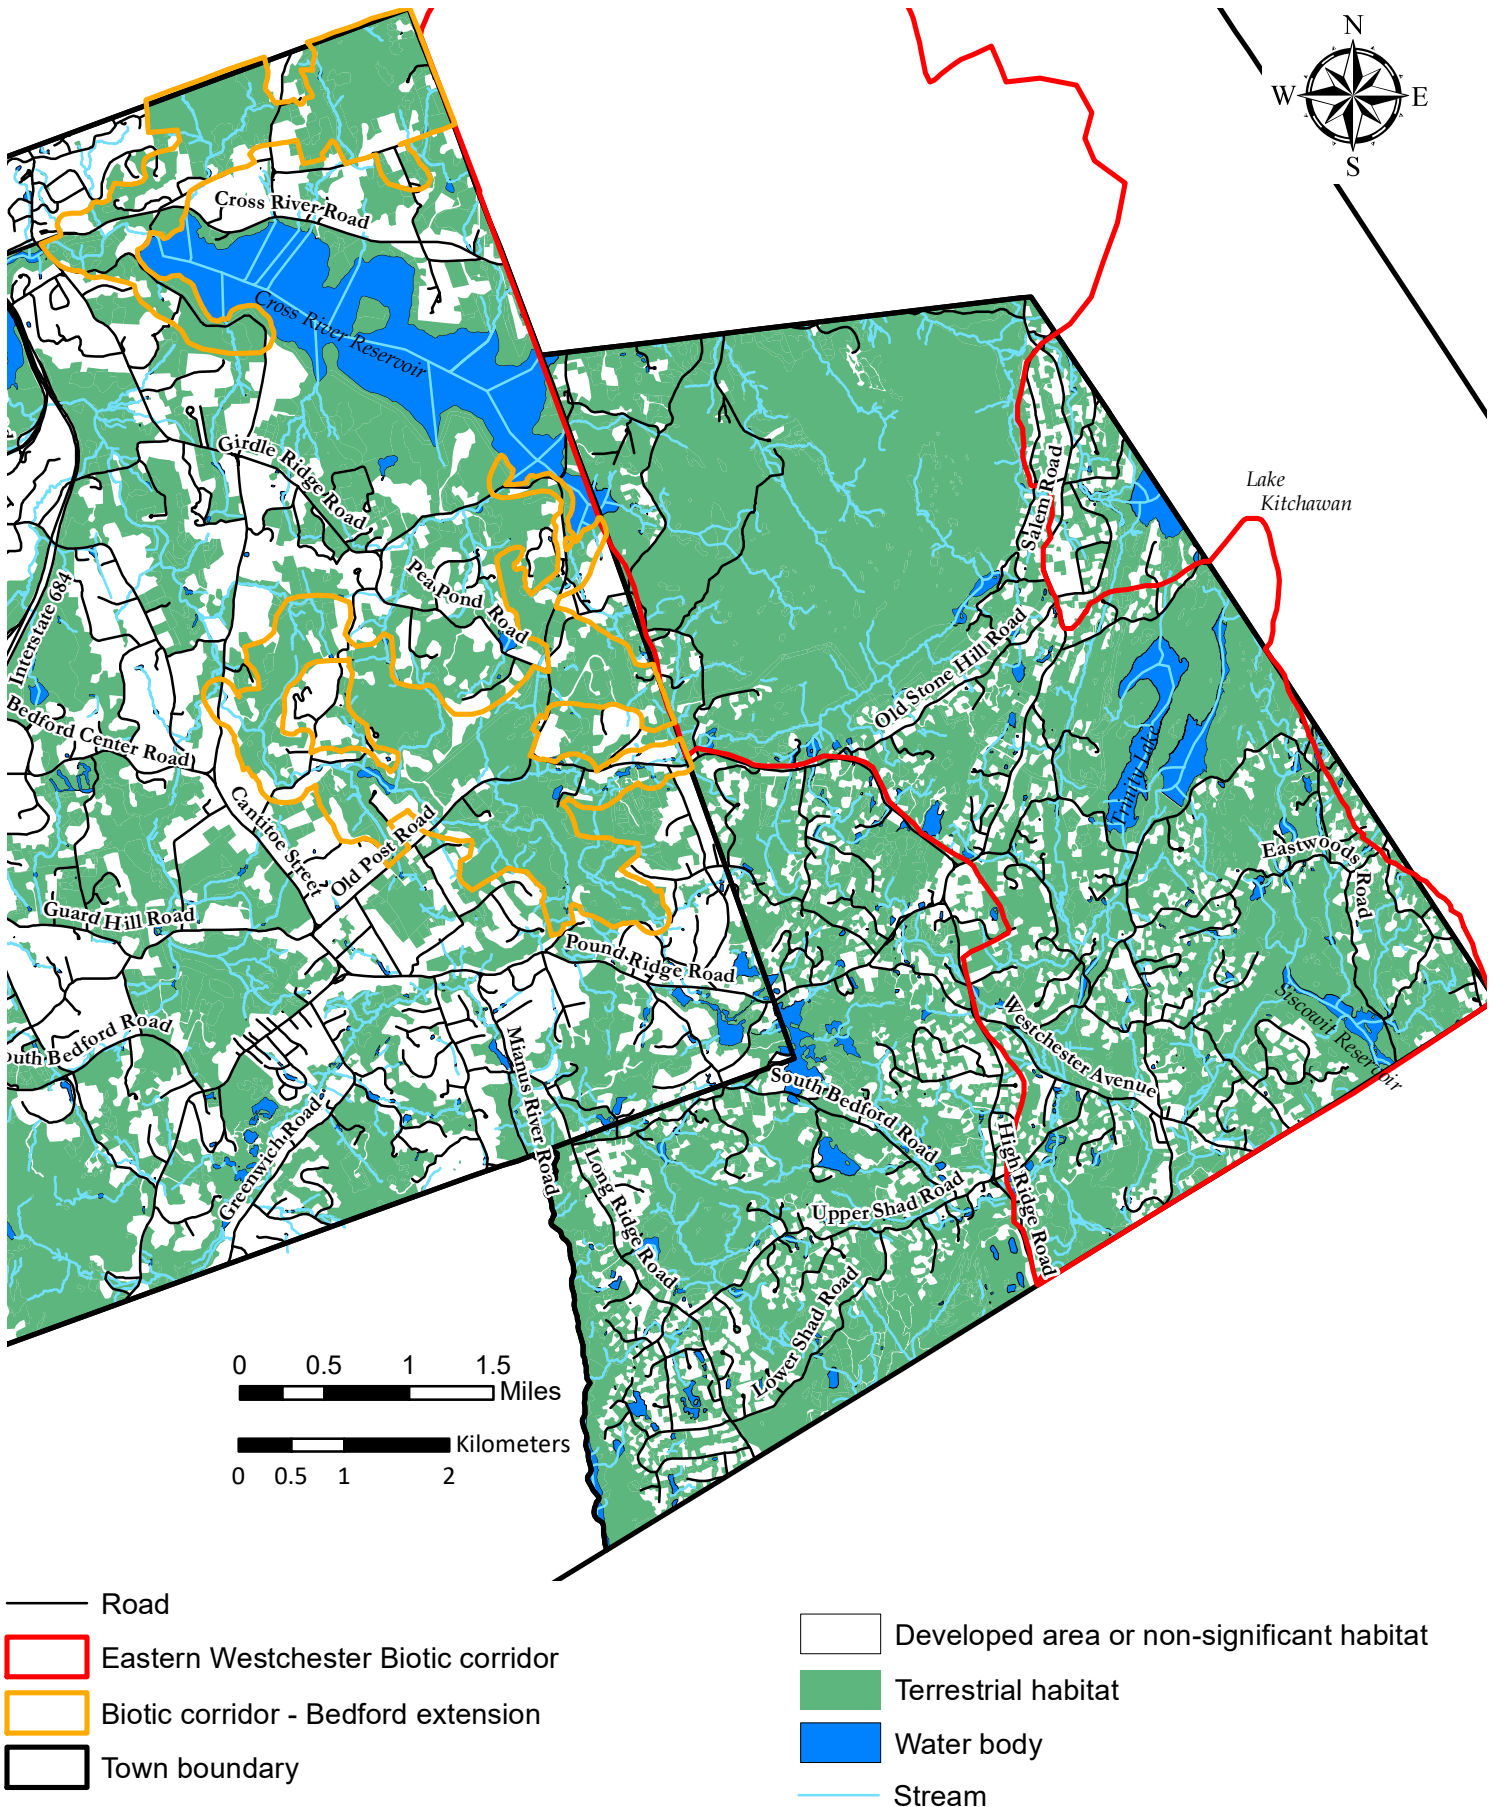 N
W
E
S
Cross River Road
Cross River Reservoir
Girdle Ridge Road
Salem Road
Lake
Kitchawan
Interstate 684
Pea Pond Road
Old Stone Hill Road
Bedford Center Road
Trinity Lake
Cantitoe Street
Old Post Road
Eastwoods Road
Guard Hill Road
Pound Ridge Road
Siscowit Reservoir
outh Bedford Road
Westchester Avenue
Mianus River Road
South Bedford Road
Greenwich Road
High Ridge Road
Long Ridge Road
Upper Shad Road
Lower Shad Road
0 0.5 1 1.5
Miles
Kilometers
0 0.5 1 2
Road
Eastern Westchester Biotic corridor
Biotic corridor - Bedford extension
Town boundary
Developed area or non-significant habitat
Terrestrial habitat
Water body
Stream